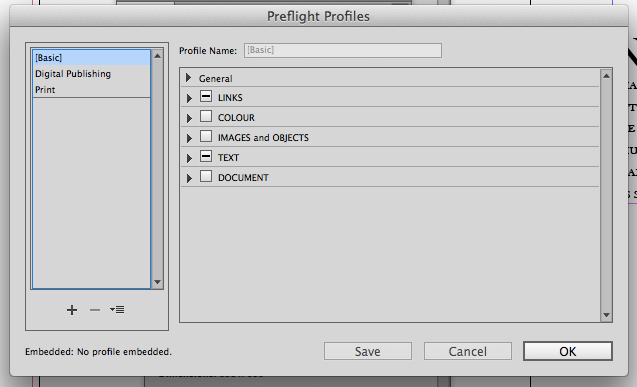 Preflight Profiles
[Basic]
Digital Publishing
Print
Profile Name: [Basic]
General
LINKS
COLOUR
IMAGES and OBJECTS
TEXT
DOCUMENT
Embedded: No profile embedded.
Save
Cancel
OK